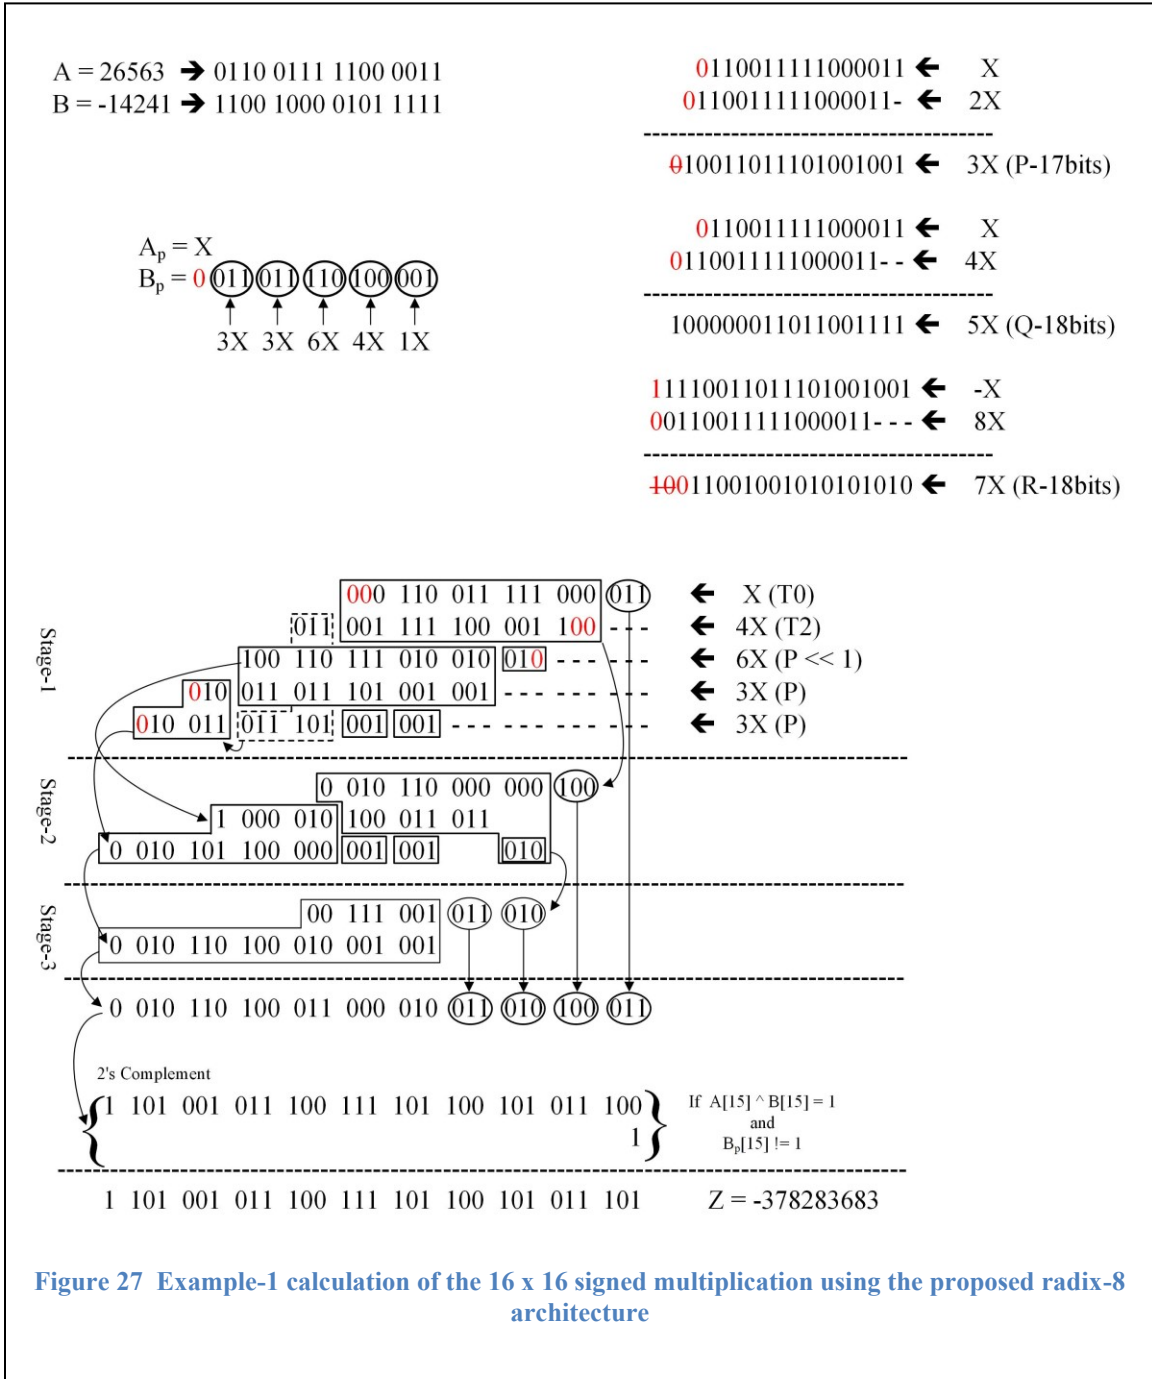 A = 26563 ➔ 0110 0111 1100 0011
B = -14241 ➔ 1100 1000 0101 1111
Ap = X
Bp = 0 011 011 110 100 001
3X 3X 6X 4X 1X
0110011111000011 ← X
0110011111000011- ← 2X
010011011101001001 ← 3X (P-17bits)
0110011111000011 ← X
0110011111000011- - ← 4X
100000011011001111 ← 5X (Q-18bits)
1111001101110100​1001 ← -X
00110011111000011- - - ← 8X
10011001001010101010 ← 7X (R-18bits)
Stage-1
000 110 011 111 000 011 ← X (T0)
011 001 111 100 001 100 - - - ← 4X (T2)
100 110 111 010 010 010 - - - - - - ← 6X (P << 1)
010 011 011 101 001 001 - - - - - - - - - ← 3X (P)
010 011 011 101 001 001 - - - - - - - - - - - - ← 3X (P)
Stage-2
0 010 110 000 000 100
1 000 010 100 011 011
0 010 101 100 000 001 001 010
Stage-3
00 111 001 011 010
0 010 110 100 010 001 001
0 010 110 100 011 000 010 011 010 100 011
2's Complement
{1 101 001 011 100 111 101 100 101 011 100}
1
If A[15] ^ B[15] = 1
and
Bp[15] != 1
1 101 001 011 100 111 101 100 101 011 101 Z = -378283683
Figure 27 Example-1 calculation of the 16 x 16 signed multiplication using the proposed radix-8
architecture